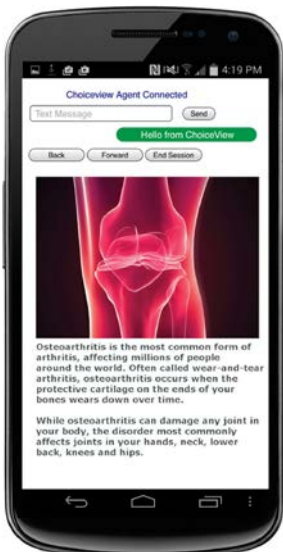 4:19 PM
Choiceview Agent Connected
Text Message
Send
Hello from ChoiceView
Back
Forward
End Session
Osteoarthritis is the most common form of
arthritis, affecting millions of people
around the world. Often called wear-and-tear
arthritis, osteoarthritis occurs when the
protective cartilage on the ends of your
bones wears down over time.
While osteoarthritis can damage any joint in
your body, the disorder most commonly
affects joints in your hands, neck, lower
back, knees and hips.